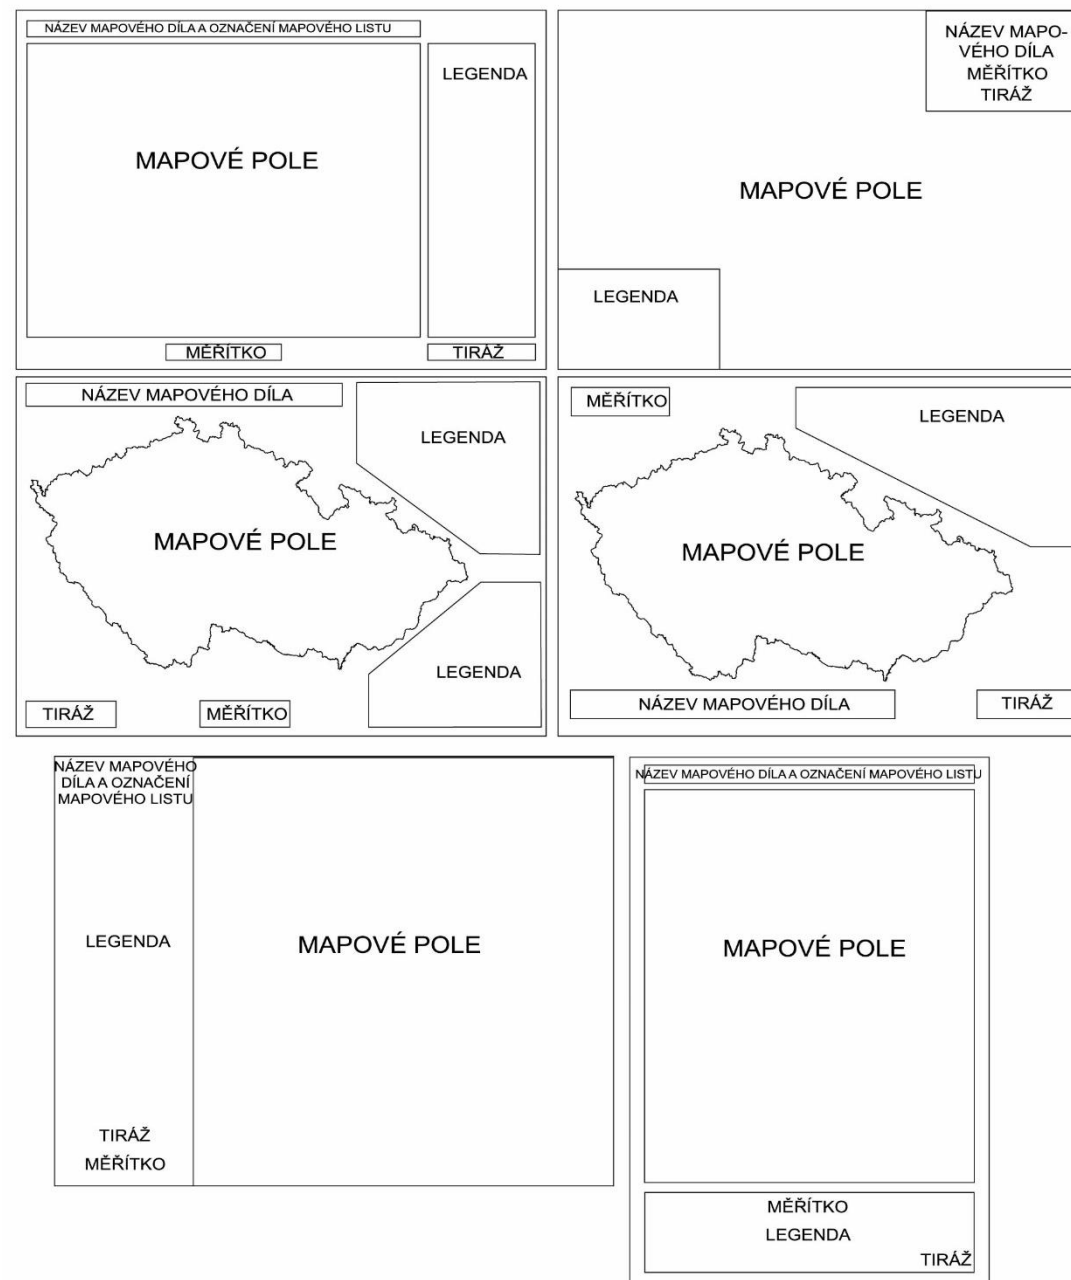 NÁZEV MAPOVÉHO DÍLA A OZNAČENÍ MAPOVÉHO LISTU
LEGENDA
MAPOVÉ POLE
MĚŘÍTKO
TIRÁŽ
NÁZEV MAPO-
VÉHO DÍLA
MĚŘÍTKO
TIRÁŽ
MAPOVÉ POLE
LEGENDA
NÁZEV MAPOVÉHO DÍLA
LEGENDA
MAPOVÉ POLE
LEGENDA
TIRÁŽ
MĚŘÍTKO
MĚŘÍTKO
LEGENDA
MAPOVÉ POLE
NÁZEV MAPOVÉHO DÍLA
TIRÁŽ
NÁZEV MAPOVÉHO
DÍLA A OZNAČENÍ
MAPOVÉHO LISTU
LEGENDA
MAPOVÉ POLE
TIRÁŽ
MĚŘÍTKO
NÁZEV MAPOVÉHO DÍLA A OZNAČENÍ MAPOVÉHO LISTU
MAPOVÉ POLE
MĚŘÍTKO
LEGENDA
TIRÁŽ